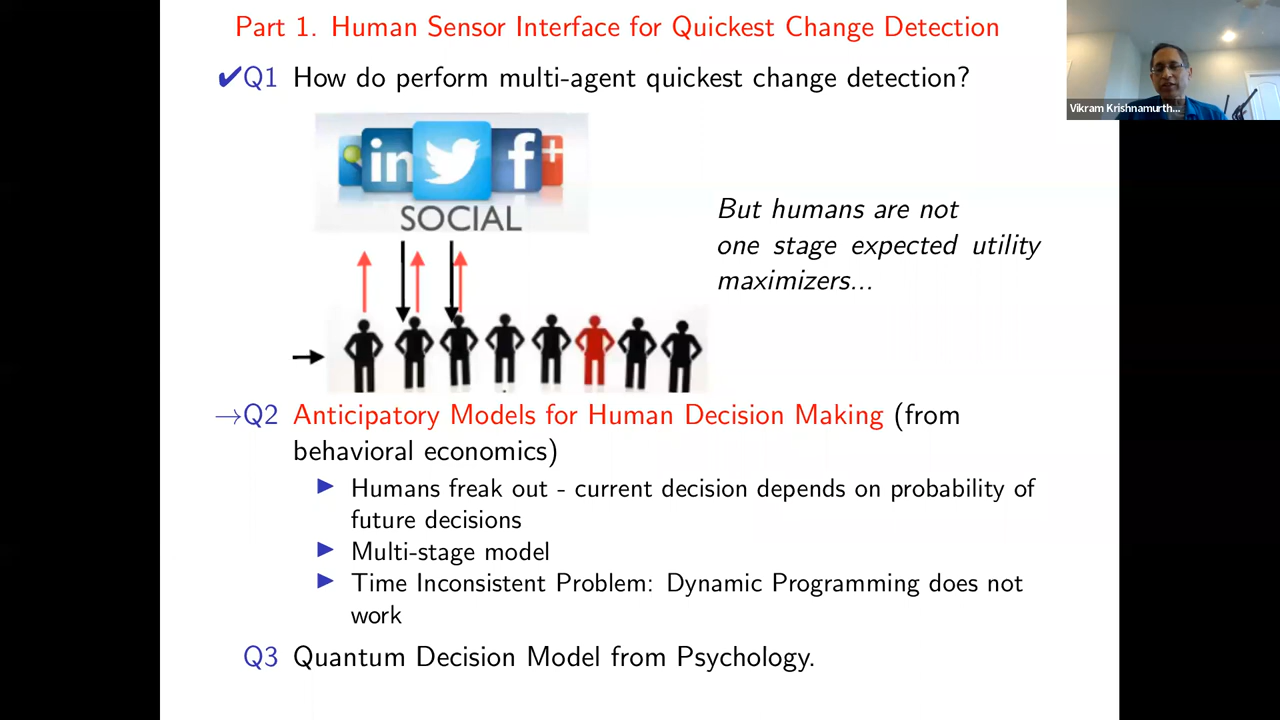 Part 1. Human Sensor Interface for Quickest Change Detection
✔Q1 How do perform multi-agent quickest change detection?
in f +
SOCIAL
But humans are not
one stage expected utility
maximizers...
→Q2 Anticipatory Models for Human Decision Making (from
behavioral economics)
▶ Humans freak out - current decision depends on probability of
future decisions
▶ Multi-stage model
▶ Time Inconsistent Problem: Dynamic Programming does not
work
Q3 Quantum Decision Model from Psychology.
Vikram Krishnamurth...